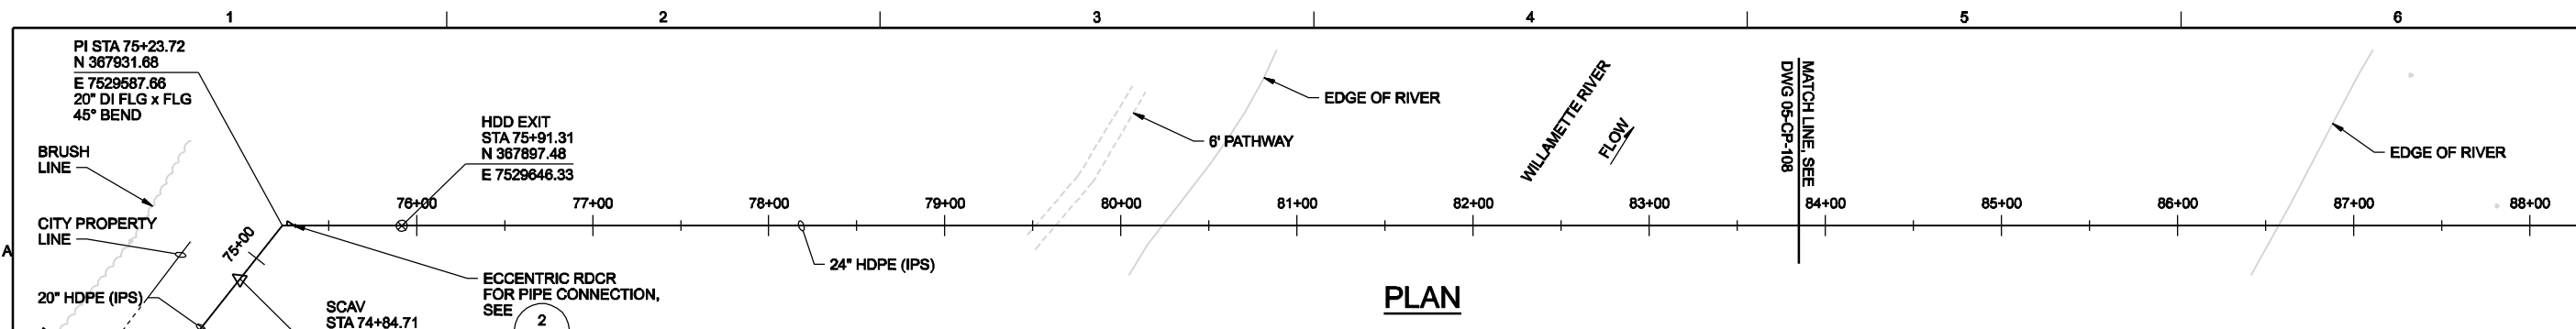 1
2
3
4
5
6
PI STA 75+23.72
N 367931.68
E 7529587.66
20" DI FLG x FLG
45° BEND
BRUSH
LINE
CITY PROPERTY
LINE
20" HDPE (IPS)
A
75+00
HDD EXIT
STA 75+91.31
N 367897.48
E 7529646.33
ECCENTRIC RDCR
FOR PIPE CONNECTION,
SEE
2
SCAV
STA 74+84.71
76+00
77+00
78+00
79+00
80+00
81+00
82+00
83+00
84+00
85+00
86+00
87+00
88+00
24" HDPE (IPS)
6' PATHWAY
EDGE OF RIVER
WILLAMETTE RIVER
FLOW
MATCH LINE, SEE
DWG 05-CP-108
EDGE OF RIVER
PLAN